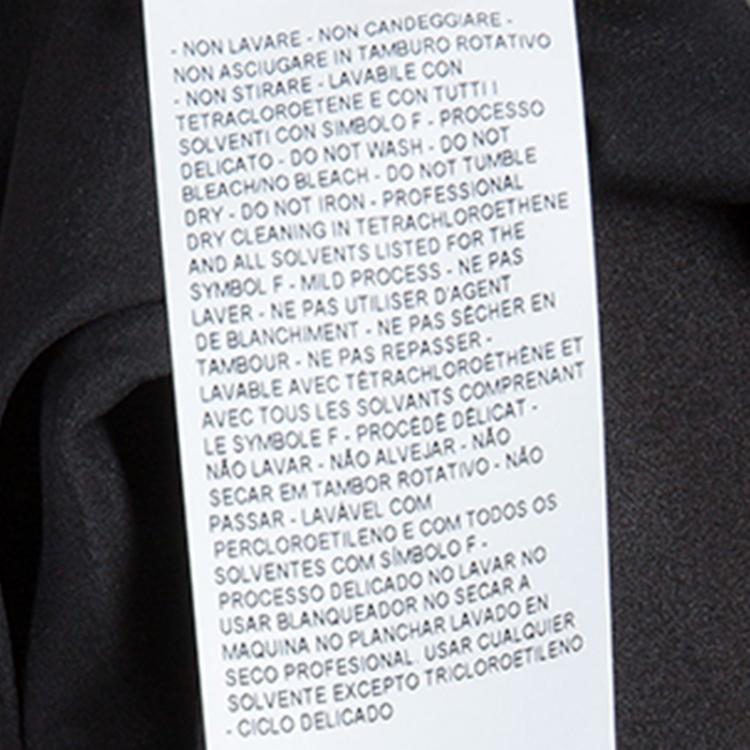 - NON LAVARE - NON CANDEGGIARE -
NON ASCIUGARE IN TAMBURO ROTATIVO
- NON STIRARE - LAVABILE CON
TETRACLOROETENE E CON TUTTI I
SOLVENTI CON SIMBOLO F - PROCESSO
DELICATO - DO NOT WASH - DO NOT
BLEACH/NO BLEACH - DO NOT TUMBLE
DRY - DO NOT IRON - PROFESSIONAL
DRY CLEANING IN TETRACHLOROETHENE
AND ALL SOLVENTS LISTED FOR THE
SYMBOL F - MILD PROCESS - NE PAS
LAVER - NE PAS UTILISER D'AGENT
DE BLANCHIMENT - NE PAS SÉCHER EN
TAMBOUR - NE PAS REPASSER -
LAVABLE AVEC TÉTRACHLOROÉTHÈNE ET
AVEC TOUS LES SOLVANTS COMPRENANT
LE SYMBOLE F - PROCÉDÉ DÉLICAT -
NÃO LAVAR - NÃO ALVEJAR - NÃO
SECAR EM TAMBOR ROTATIVO - NÃO
PASSAR - LAVÁVEL COM
PERCLOROETILENO E COM TODOS OS
SOLVENTES COM SÍMBOLO F -
PROCESSO DELICADO NO LAVAR NO
USAR BLANQUEADOR NO SECAR A
MAQUINA NO PLANCHAR LAVADO EN
SECO PROFESIONAL. USAR CUALQUIER
SOLVENTE EXCEPTO TRICLOROETILENO
- CICLO DELICADO